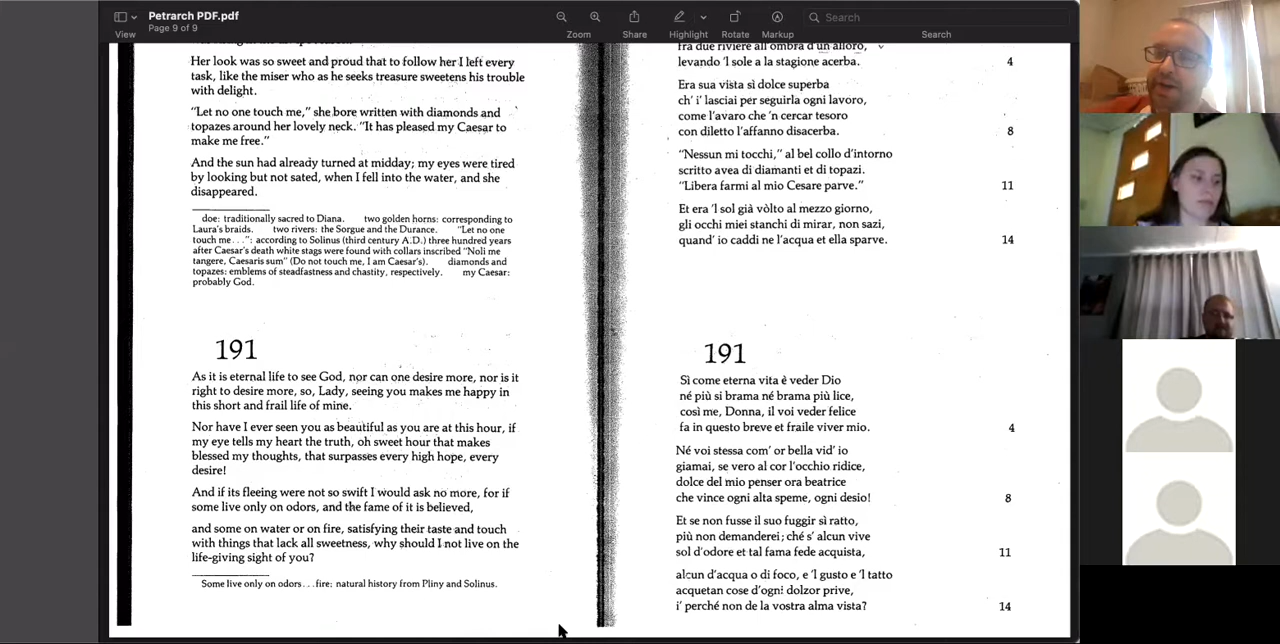 Petrarch PDF.pdf
Page 9 of 9
View
Zoom
Share
Highlight
Rotate
Markup
Search
Search
Her look was so sweet and proud that to follow her I left every
task, like the miser who as he seeks treasure sweetens his trouble
with delight.
"Let no one touch me," she bore written with diamonds and
topazes around her lovely neck. "It has pleased my Caesar to
make me free."
And the sun had already turned at midday; my eyes were tired
by looking but not sated, when I fell into the water, and she
disappeared.
doe: traditionally sacred to Diana. two golden horns: corresponding to
Laura's braids. two rivers: the Sorgue and the Durance. "Let no one
touch me...": according to Solinus (third century A.D.) three hundred years
after Caesar's death white stags were found with collars inscribed "Noli me
tangere, Caesaris sum" (Do not touch me, I am Caesar's). diamonds and
topazes: emblems of steadfastness and chastity, respectively. my Caesar:
probably God.
191
As it is eternal life to see God, nor can one desire more, nor is it
right to desire more, so, Lady, seeing you makes me happy in
this short and frail life of mine.
Nor have I ever seen you as beautiful as you are at this hour, if
my eye tells my heart the truth, oh sweet hour that makes
blessed my thoughts, that surpasses every high hope, every
desire!
And if its fleeing were not so swift I would ask no more, for if
some live only on odors, and the fame of it is believed,
and some on water or on fire, satisfying their taste and touch
with things that lack all sweetness, why should I not live on the
life-giving sight of you?
Some live only on odors...fire: natural history from Pliny and Solinus.
fra due riviere all'ombra d'un alloro,
levando 'l sole a la stagione acerba. 4
Era sua vista sì dolce superba
ch' i' lasciai per seguirla ogni lavoro,
come l'avaro che 'n cercar tesoro
con diletto l'affanno disacerba. 8
"Nessun mi tocchi," al bel collo d'intorno
scritto avea di diamanti et di topazi.
"Libera farmi al mio Cesare parve." 11
Et era 'l sol già vòlto al mezzo giorno,
gli occhi miei stanchi di mirar, non sazi,
quand' io caddi ne l'acqua et ella sparve. 14
191
Sì come eterna vita è veder Dio
né più si brama né brama più lice,
così me, Donna, il voi veder felice
fa in questo breve et fraile viver mio. 4
Né voi stessa com' or bella vid' io
giamai, se vero al cor l'occhio ridice,
dolce del mio penser ora beatrice
che vince ogni alta speme, ogni desio! 8
Et se non fusse il suo fuggir sì ratto,
più non demanderei; ché s' alcun vive
sol d'odore et tal fama fede acquista, 11
alcun d'acqua o di foco, e 'l gusto e 'l tatto
acquetan cose d'ogni dolzor prive,
i' perché non de la vostra alma vista? 14